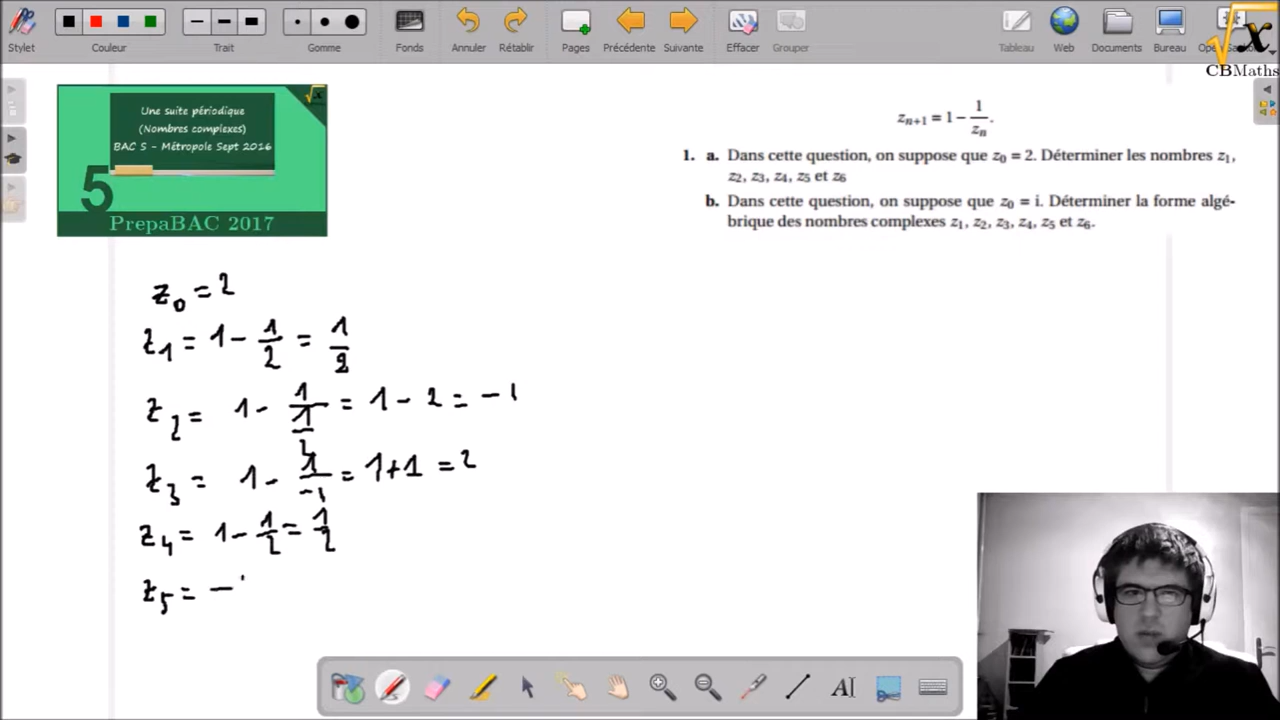 Stylet
Couleur
Trait
Gomme
Fonds
Annuler
Rétablir
Pages
Précédente
Suivante
Effacer
Grouper
Tableau
Web
Documents
Bureau
√x
CBMaths
Une suite périodique
(Nombres complexes)
BAC S - Métropole Sept 2016
5
PrepaBAC 2017
zₙ₊₁ = 1 − 1/zₙ.
1. a. Dans cette question, on suppose que z₀ = 2. Déterminer les nombres z₁,
z₂, z₃, z₄, z₅ et z₆
b. Dans cette question, on suppose que z₀ = i. Déterminer la forme algé-
brique des nombres complexes z₁, z₂, z₃, z₄, z₅ et z₆.
z₀ = 2
z₁ = 1 − 1/2 = 1/2
z₂ = 1 − 1/(1/2) = 1 − 2 = −1
z₃ = 1 − 1/−1 = 1+1 = 2
z₄ = 1 − 1/2 = 1/2
z₅ = −
AI